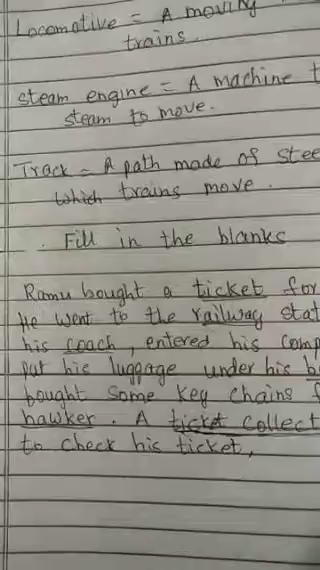 Locomotive = A moving
trains.
steam engine = A machine
steam to move.
Track = A path made of
which trains move.
Fill in the blanks
Ramu bought a ticket for
He went to the railway
his coach, entered his
put his luggage under his
bought some key chains
hawker. A ticket
to check his ticket,